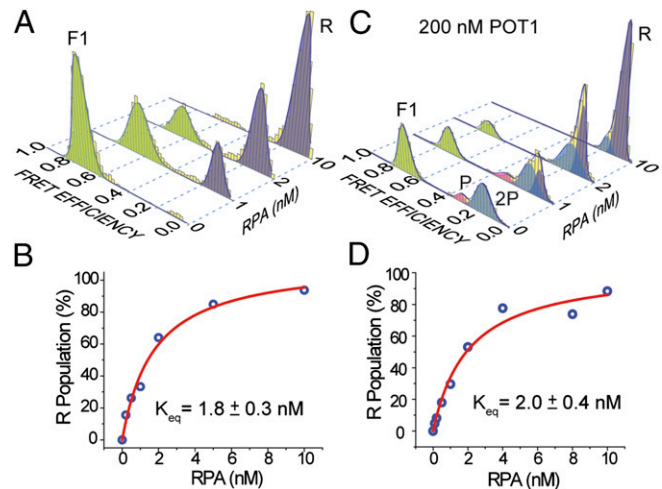 A
F1
R
1.0
0.8
0.6
0.4
0.2
0.0
FRET EFFICIENCY
0
1
2
10
RPA (nM)
C
200 nM POT1
F1
R
P
2P
1.0
0.8
0.6
0.4
0.2
0.0
FRET EFFICIENCY
0
1
2
10
RPA (nM)
B
R Population (%)
100
80
60
40
20
0
Keq = 1.8 ± 0.3 nM
0 5 10
RPA (nM)
D
R Population (%)
100
80
60
40
20
0
Keq = 2.0 ± 0.4 nM
0 2 4 6 8 10
RPA (nM)